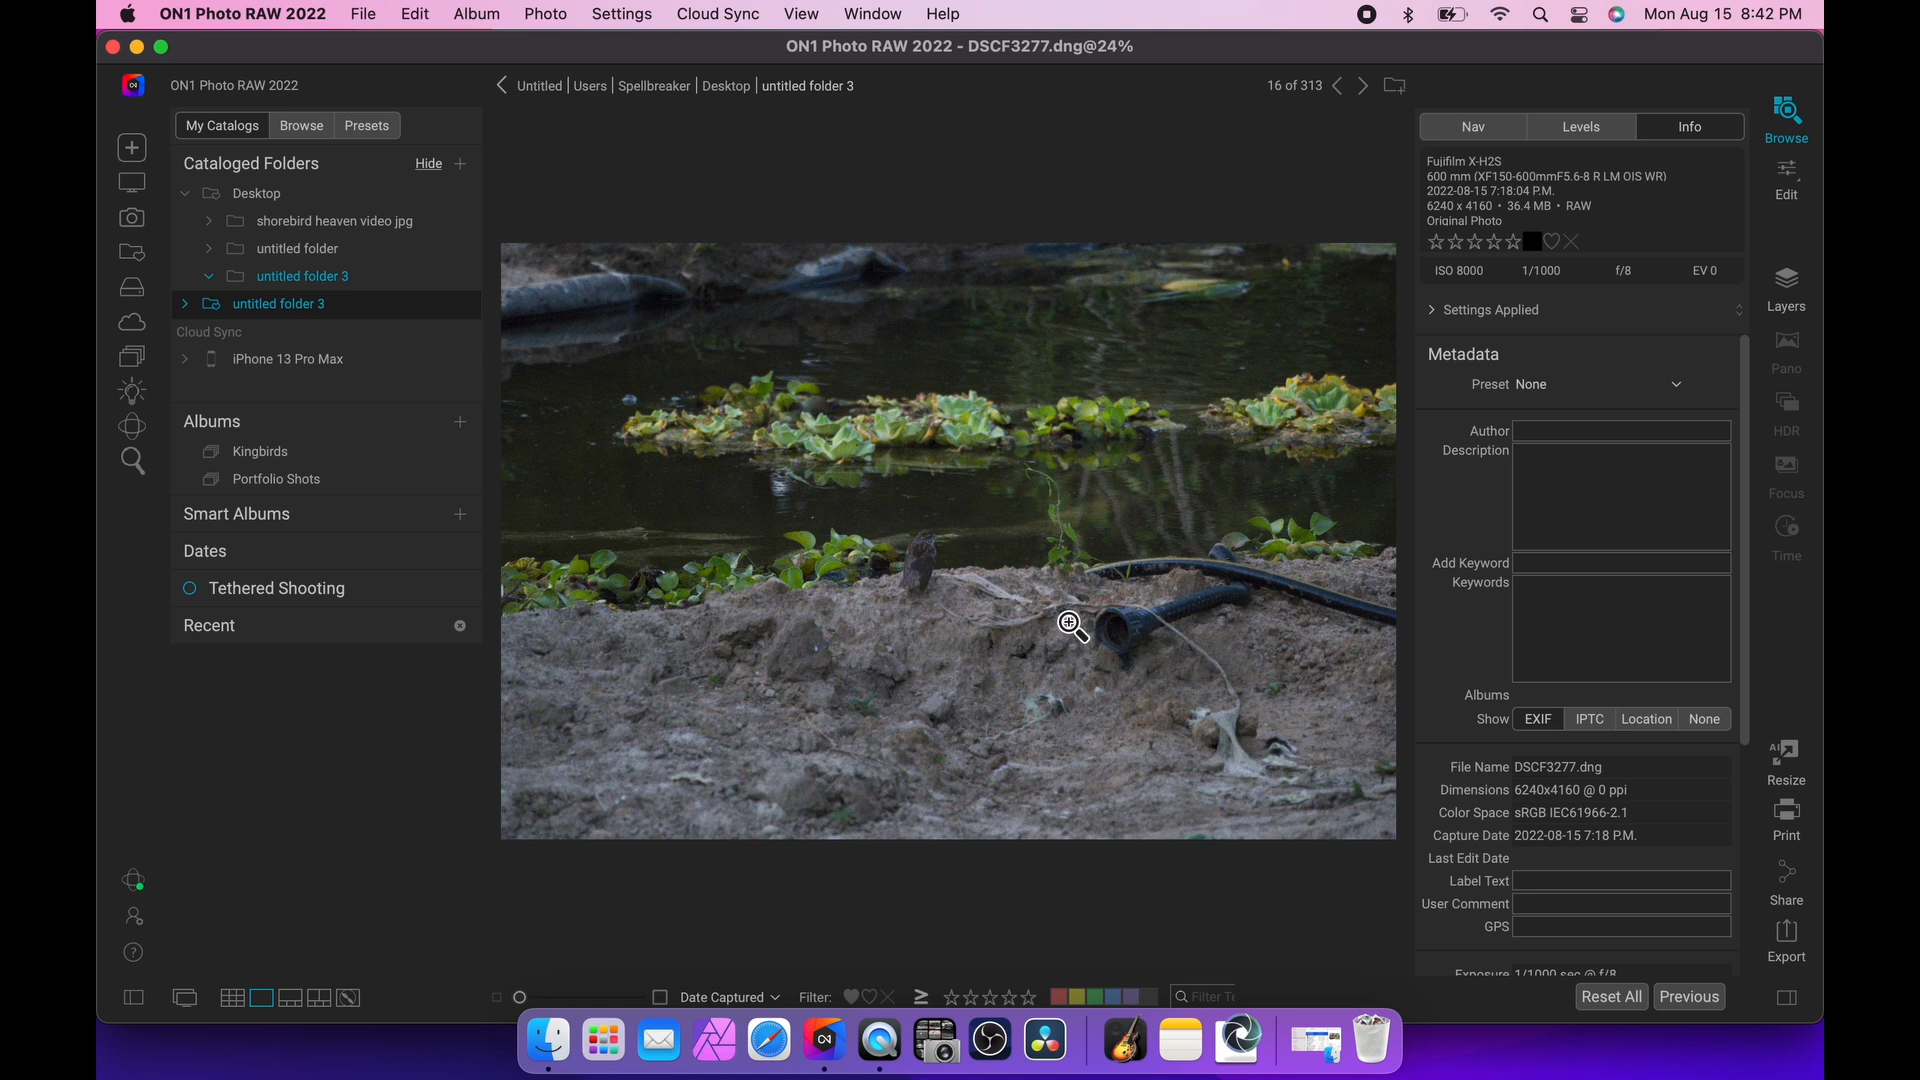 ON1 Photo RAW 2022 File Edit Album Photo Settings Cloud Sync View Window Help Mon Aug 15 8:42 PM
ON1 Photo RAW 2022 - DSCF3277.dng@24%
ON1 Photo RAW 2022
Untitled | Users | Spellbreaker | Desktop | untitled folder 3
16 of 313
My Catalogs Browse Presets
Cataloged Folders Hide
Desktop
shorebird heaven video jpg
untitled folder
untitled folder 3
untitled folder 3
Cloud Sync
iPhone 13 Pro Max
Albums
Kingbirds
Portfolio Shots
Smart Albums
Dates
Tethered Shooting
Recent
Nav Levels Info
Fujifilm X-H2S
600 mm (XF150-600mmF5.6-8 R LM OIS WR)
2022-08-15 7:18:04 P.M.
6240 x 4160 • 36.4 MB • RAW
Original Photo
ISO 8000 1/1000 f/8 EV 0
Settings Applied
Metadata
Preset None
Author
Description
Add Keyword
Keywords
Albums
Show EXIF IPTC Location None
File Name DSCF3277.dng
Dimensions 6240x4160 @ 0 ppi
Color Space sRGB IEC61966-2.1
Capture Date 2022-08-15 7:18 P.M.
Last Edit Date
Label Text
User Comment
GPS
Exposure 1/1000 sec @ f/8
Reset All Previous
Browse
Edit
Layers
Pano
HDR
Focus
Time
AI
Resize
Print
Share
Export
Date Captured Filter: Filter Te